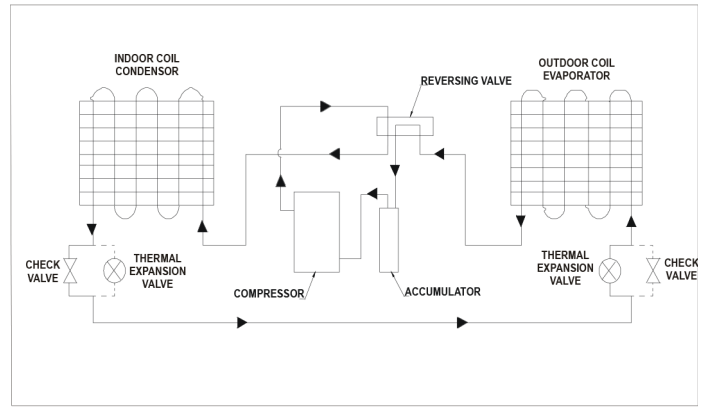 INDOOR COIL
CONDENSOR
REVERSING VALVE
OUTDOOR COIL
EVAPORATOR
CHECK
VALVE
THERMAL
EXPANSION
VALVE
COMPRESSOR
ACCUMULATOR
THERMAL
EXPANSION
VALVE
CHECK
VALVE